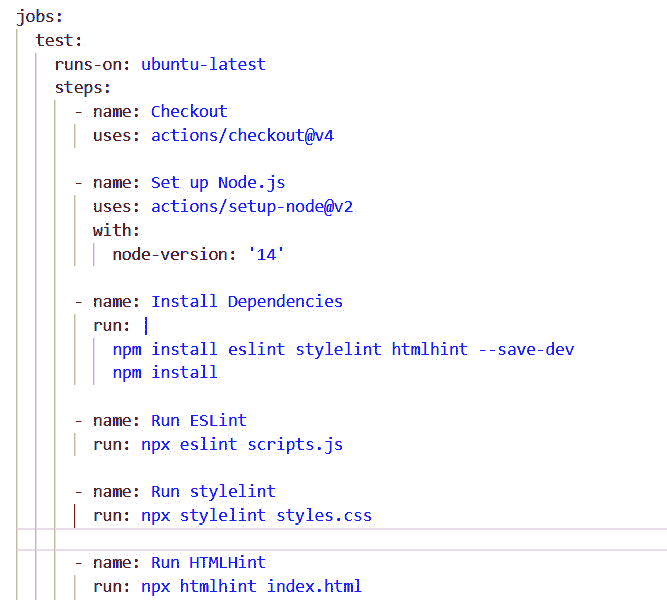 jobs:
test:
runs-on: ubuntu-latest
steps:
- name: Checkout
uses: actions/checkout@v4
- name: Set up Node.js
uses: actions/setup-node@v2
with:
node-version: '14'
- name: Install Dependencies
run: |
npm install eslint stylelint htmlhint --save-dev
npm install
- name: Run ESLint
run: npx eslint scripts.js
- name: Run stylelint
run: npx stylelint styles.css
- name: Run HTMLHint
run: npx htmlhint index.html